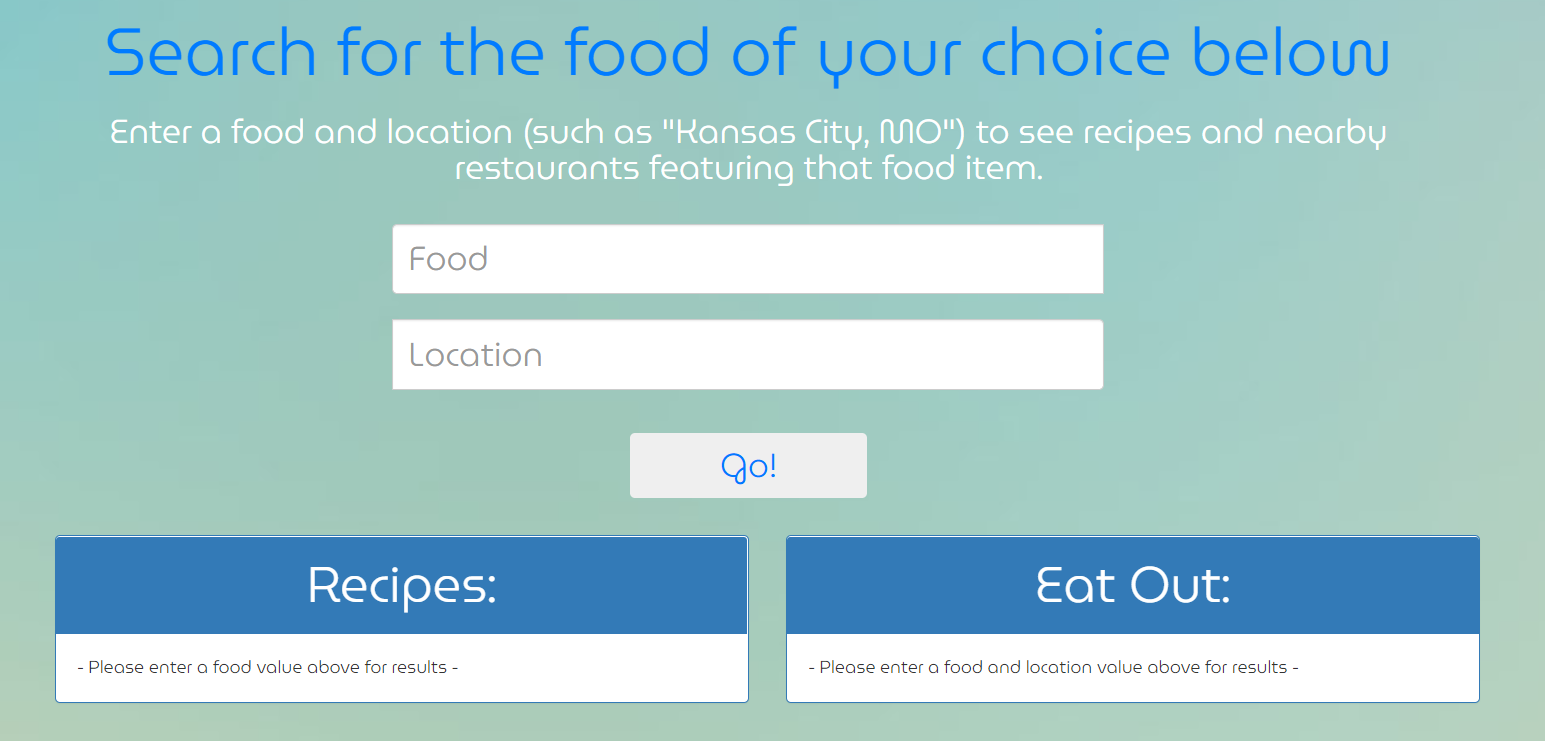 Search for the food of your choice below
Enter a food and location (such as "Kansas City, MO") to see recipes and nearby
restaurants featuring that food item.
Food
Location
Go!
Recipes:
- Please enter a food value above for results -
Eat Out:
- Please enter a food and location value above for results -